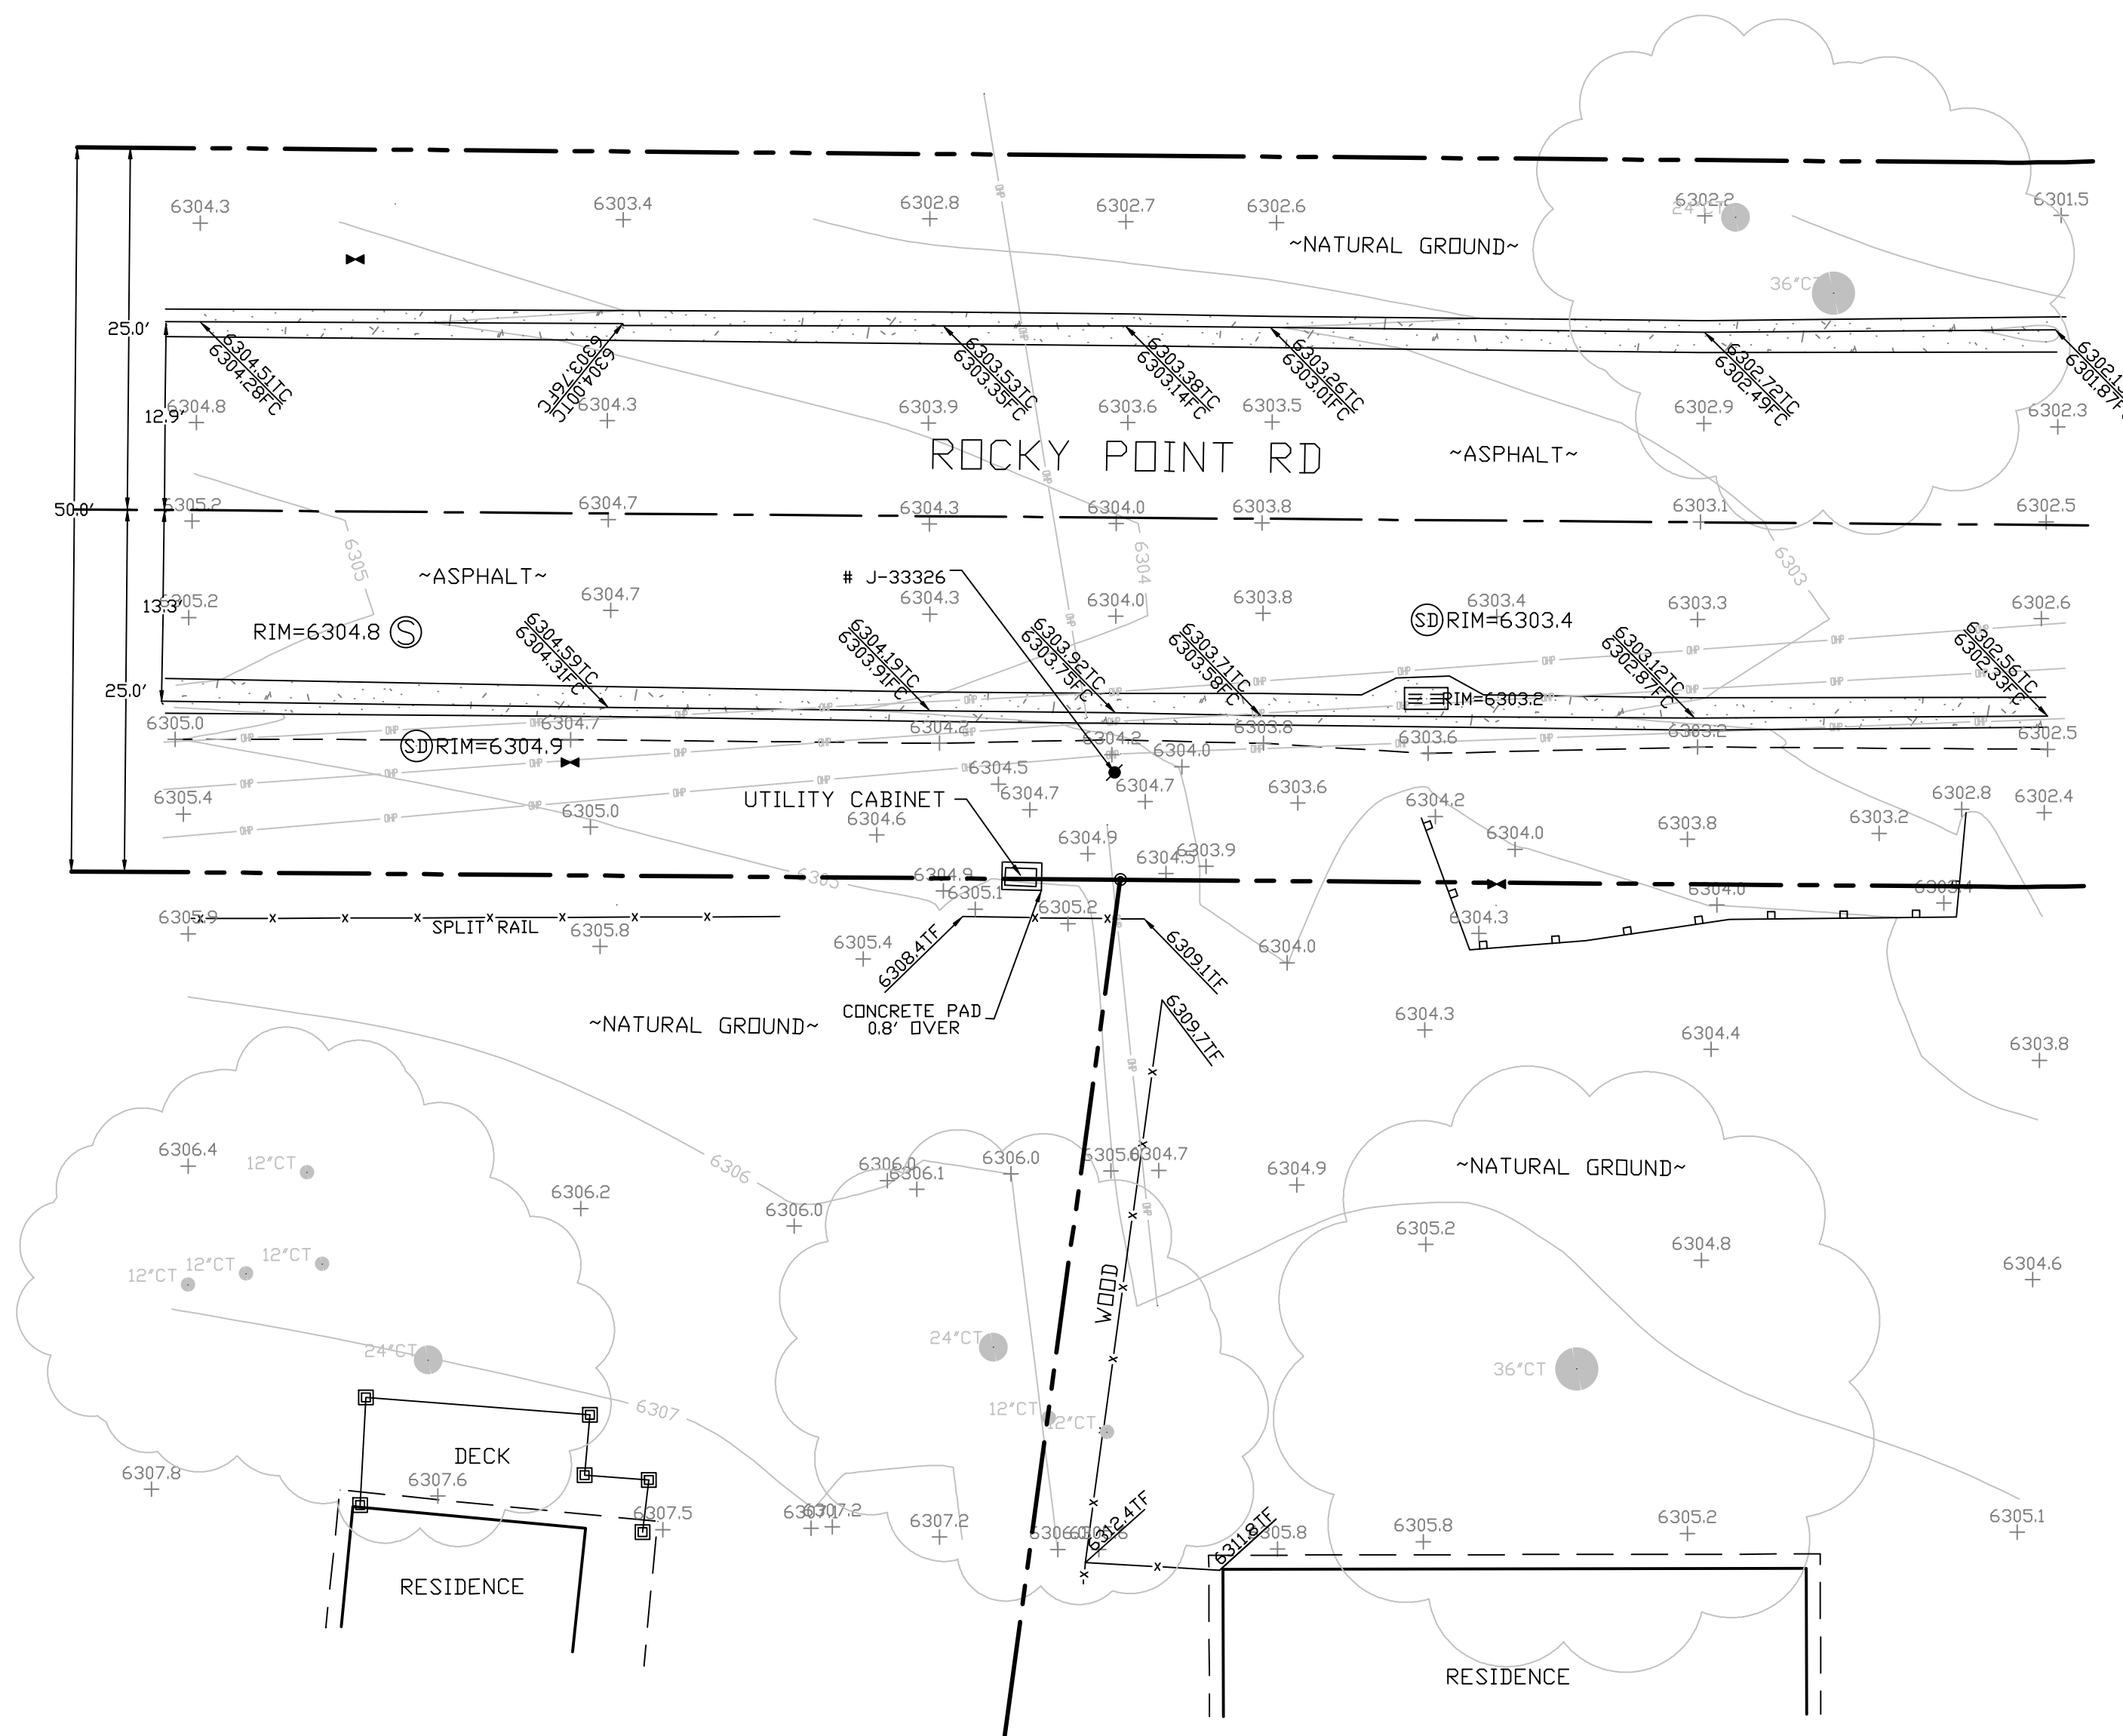 6304.3
6303.4
6302.8
6302.7
6302.6
6302.2
24"CT
6301.5
~NATURAL GROUND~
36"CT
25.0'
6304.51TC
6304.28FC
6304.01TC
6303.76FC
6303.53TC
6303.35FC
6303.38TC
6303.14FC
6303.26TC
6303.01FC
6302.72TC
6302.49FC
6301.87F
12.9'
6304.8
6304.3
6303.9
6303.6
6303.5
6302.9
6302.3
ROCKY POINT RD
~ASPHALT~
OHP
50.0'
6305.2
6304.7
6304.3
6304.0
6303.8
6303.1
6302.5
6305
6304
6303
~ASPHALT~
# J-33326
13.3'
6305.2
6304.7
6304.3
6304.0
6303.8
6303.4
6303.3
6302.6
RIM=6304.8 S
SD RIM=6303.4
6304.59TC
6304.31FC
6304.19TC
6303.91FC
6303.92TC
6303.75FC
6303.71TC
6303.58FC
6303.12TC
6302.87FC
6302.56TC
6302.33FC
25.0'
RIM=6303.2
6305.0
6304.7
6304.2
6304.2
6303.8
6303.6
6303.2
6302.5
SD RIM=6304.9
6304.0
6304.5
6304.7
6304.7
6303.6
UTILITY CABINET
6305.4
6305.0
6304.6
6304.2
6304.0
6303.8
6303.2
6302.8
6302.4
6304.9
6304.5
6303.9
6305
6304.9
6305.1
6305.2
6304.0
6303.4
6305.9
SPLIT RAIL
6305.8
6305.4
6304.3
6304.0
6308.4TF
6309.1TF
CONCRETE PAD
0.8' OVER
~NATURAL GROUND~
6309.7TF
6304.3
6304.4
6303.8
6306.4
12"CT
6306
6306.0
6306.1
6306.0
6305.0
6304.7
6304.9
~NATURAL GROUND~
6306.2
6306.0
6305.2
6304.8
6304.6
12"CT
12"CT
12"CT
WOOD
24"CT
24"CT
36"CT
6307
12"CT
12"CT
DECK
6307.8
6307.6
6307.5
6307.1
6307.2
6307.2
6312.4TF
6311.8TF
6305.8
6305.8
6305.2
6305.1
RESIDENCE
RESIDENCE